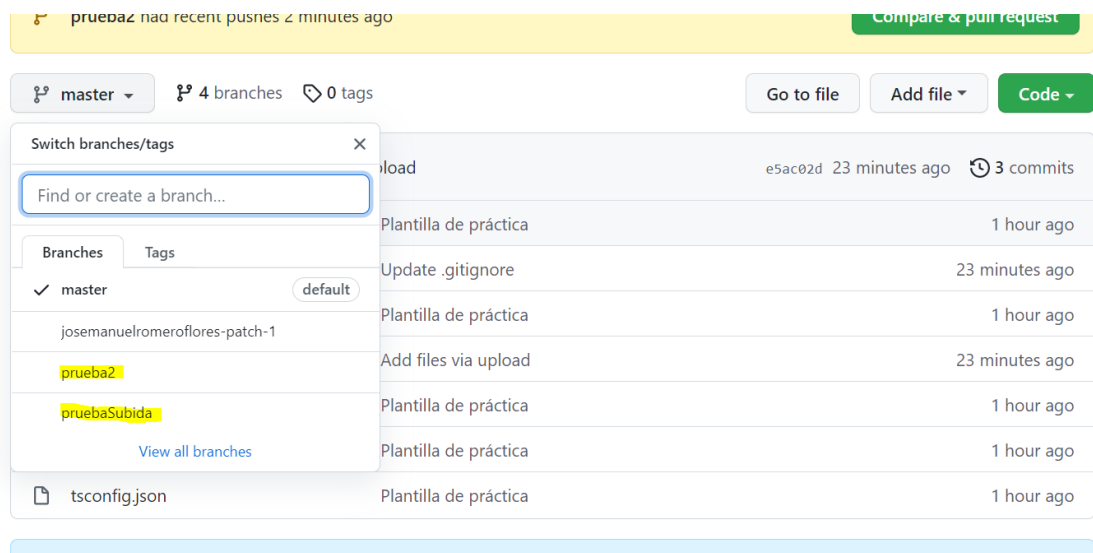 prueba2 had recent pushes 2 minutes ago Compare & pull request
master 4 branches 0 tags Go to file Add file Code
Switch branches/tags
Find or create a branch...
Branches Tags
master default
josemanuelromeroflores-patch-1
prueba2
pruebaSubida
View all branches
load e5ac02d 23 minutes ago 3 commits
Plantilla de práctica 1 hour ago
Update .gitignore 23 minutes ago
Plantilla de práctica 1 hour ago
Add files via upload 23 minutes ago
Plantilla de práctica 1 hour ago
Plantilla de práctica 1 hour ago
tsconfig.json Plantilla de práctica 1 hour ago